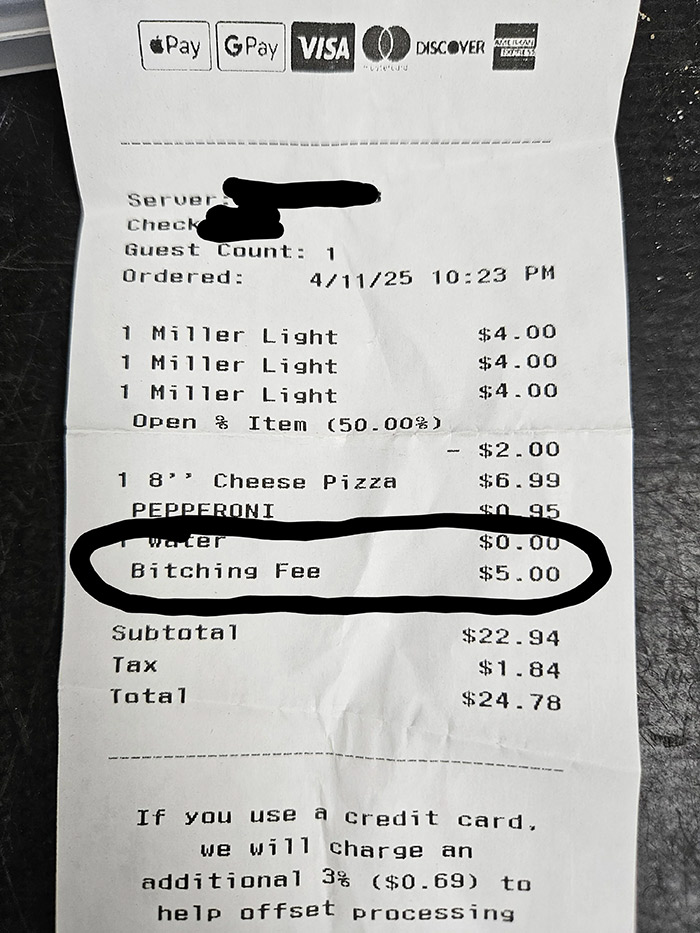 Pay GPay VISA mastercard DISCOVER AMERICAN EXPRESS
Server:
Check
Guest Count: 1
Ordered: 4/11/25 10:23 PM
1 Miller Light $4.00
1 Miller Light $4.00
1 Miller Light $4.00
Open % Item (50.00%)
- $2.00
1 8'' Cheese Pizza $6.99
PEPPERONI $0.95
1 Water $0.00
Bitching Fee $5.00
Subtotal $22.94
Tax $1.84
Total $24.78
If you use a credit card,
we will charge an
additional 3% ($0.69) to
help offset processing